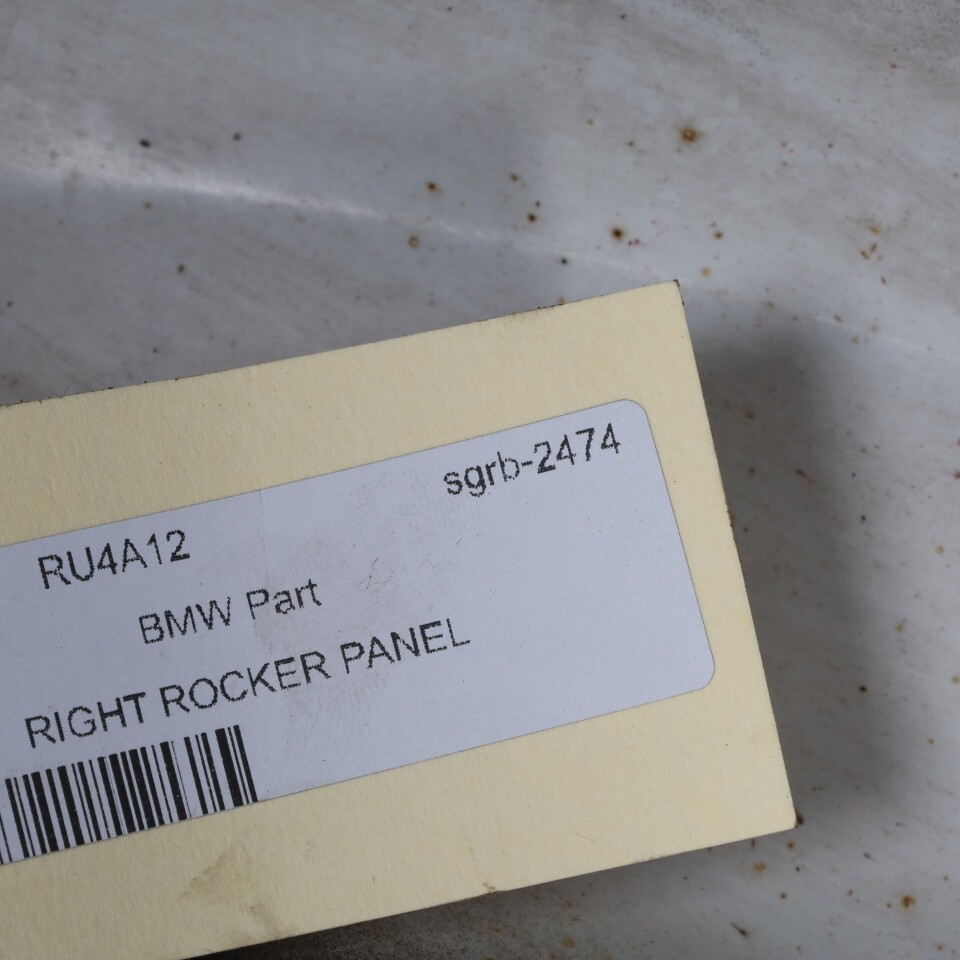 sgrb-2474
RU4A12
BMW Part
RIGHT ROCKER PANEL